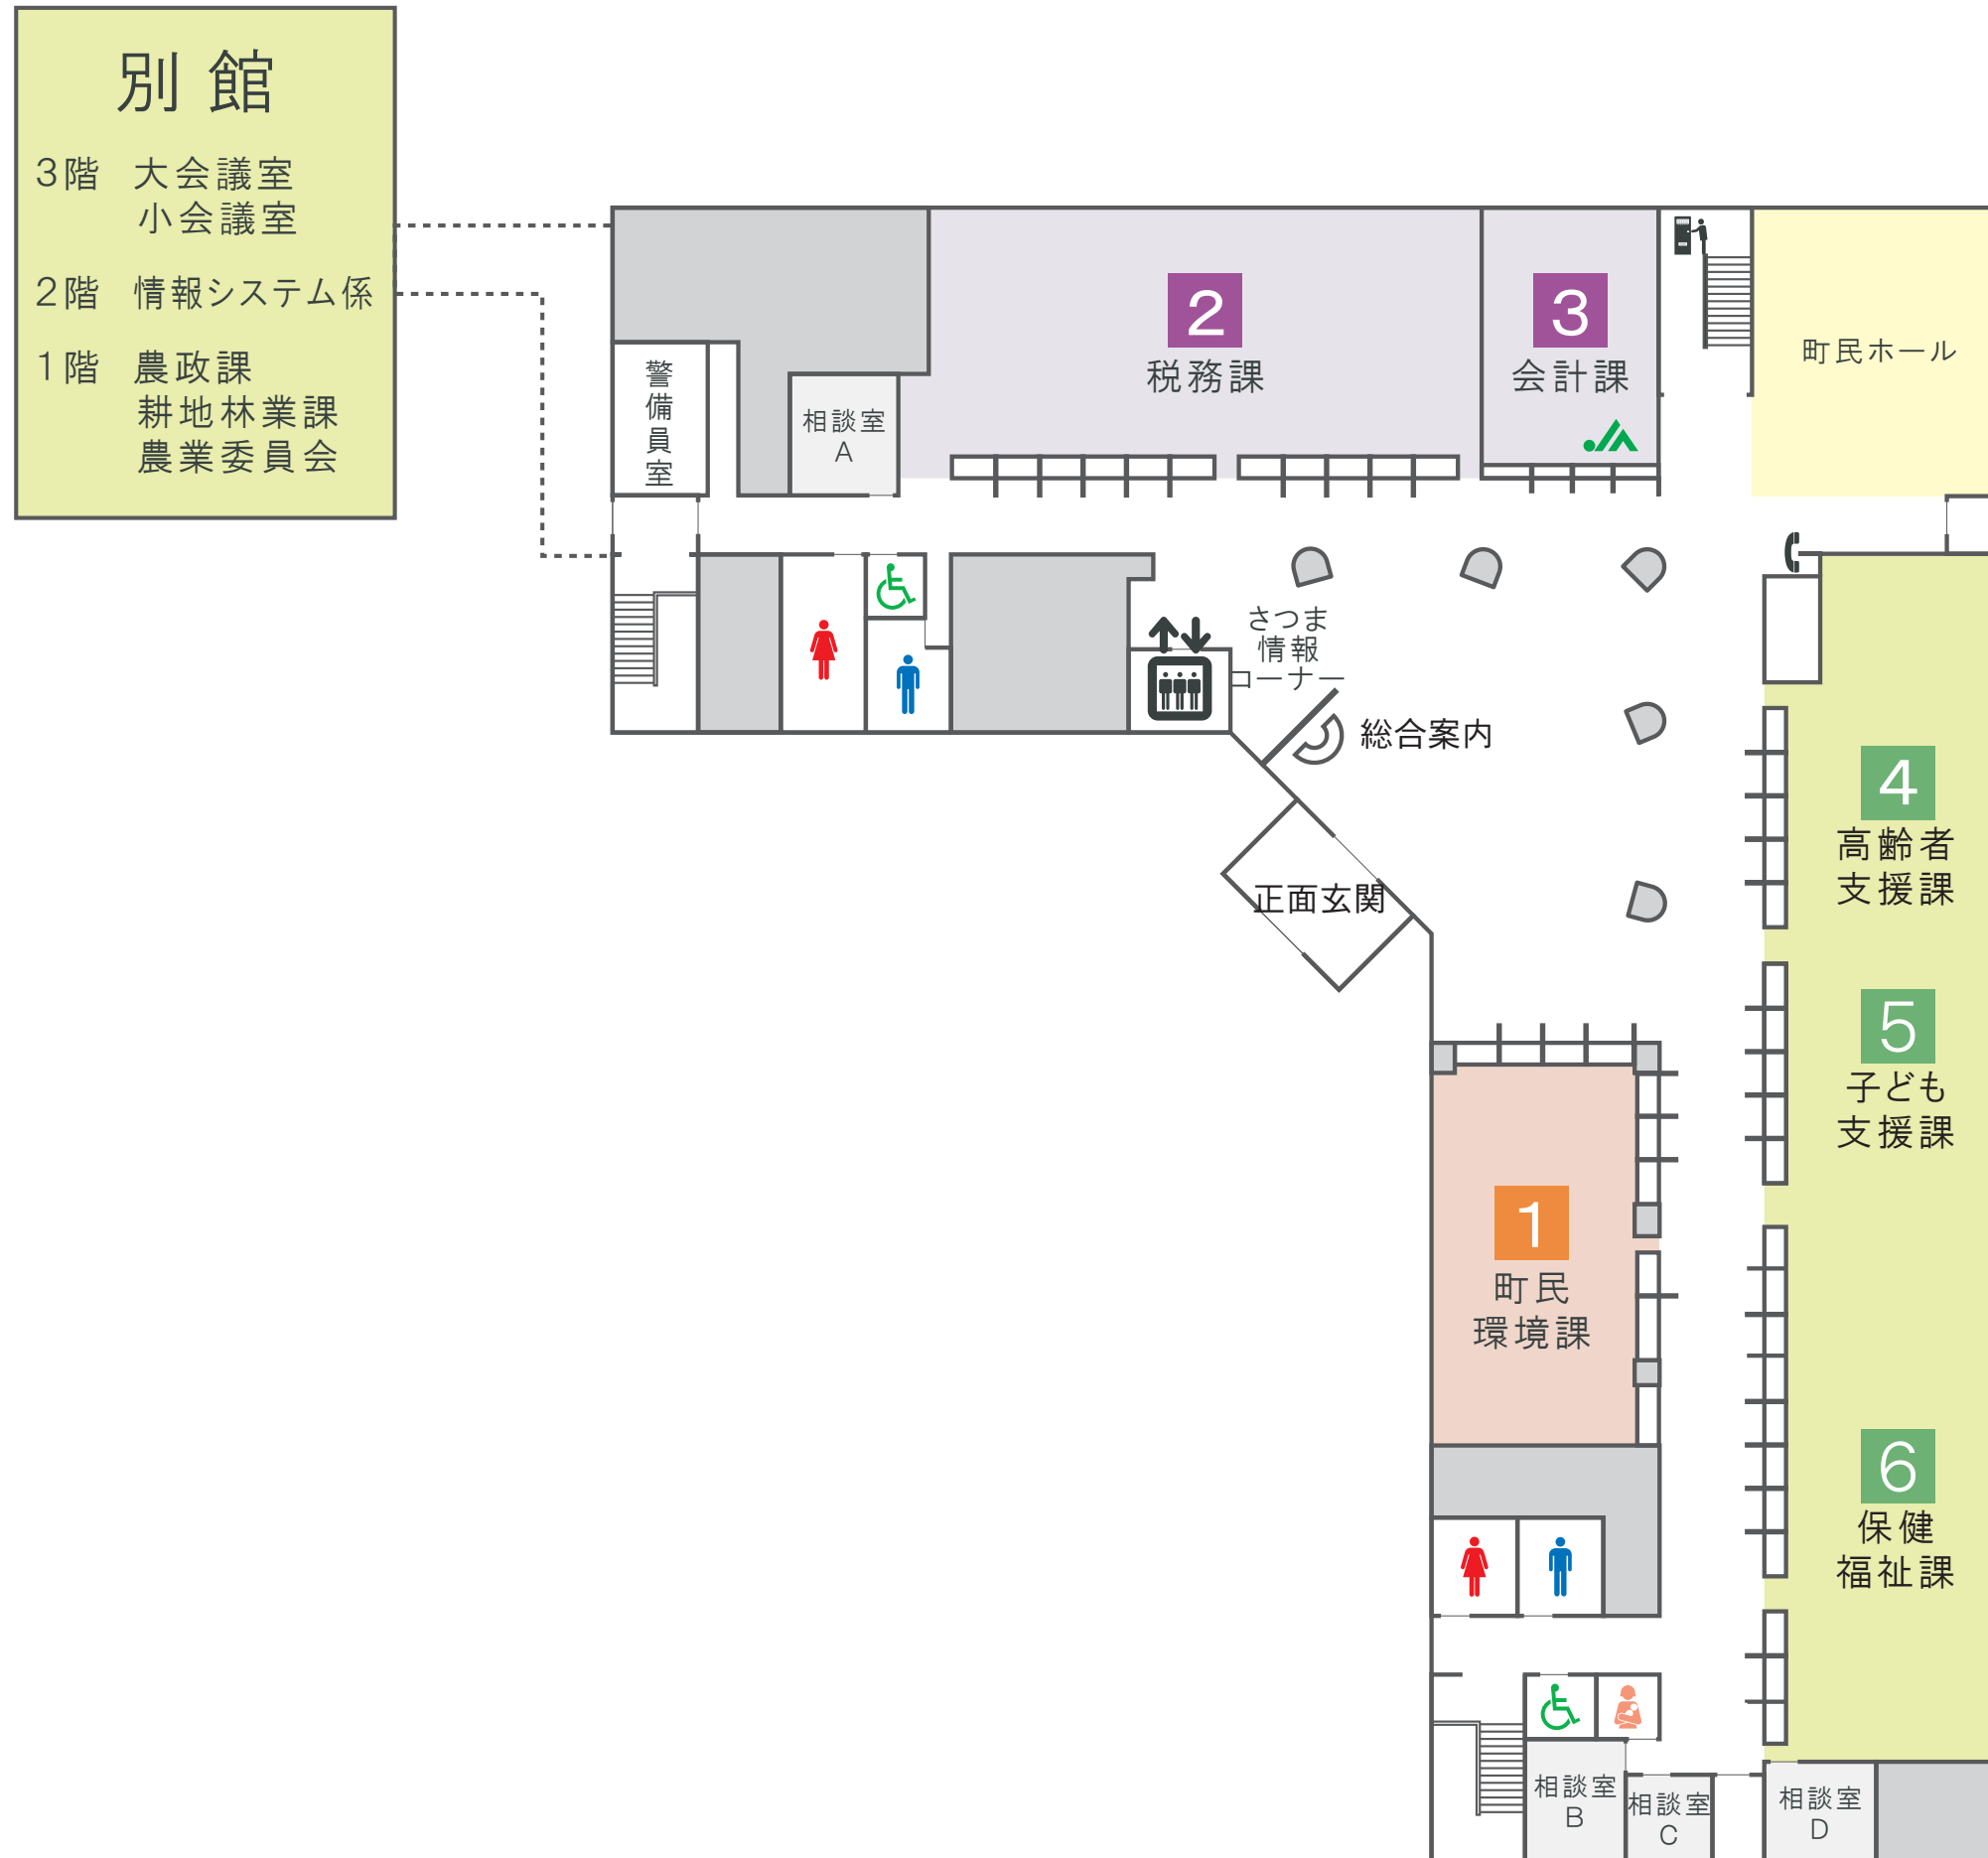 別館
3階 大会議室
小会議室
2階 情報システム係
1階 農政課
耕地林業課
農業委員会
警備員室
相談室
A
2
税務課
3
会計課
町民ホール
さつま
情報
コーナー
総合案内
正面玄関
4
高齢者
支援課
5
子ども
支援課
1
町民
環境課
6
保健
福祉課
相談室
B
相談室
C
相談室
D